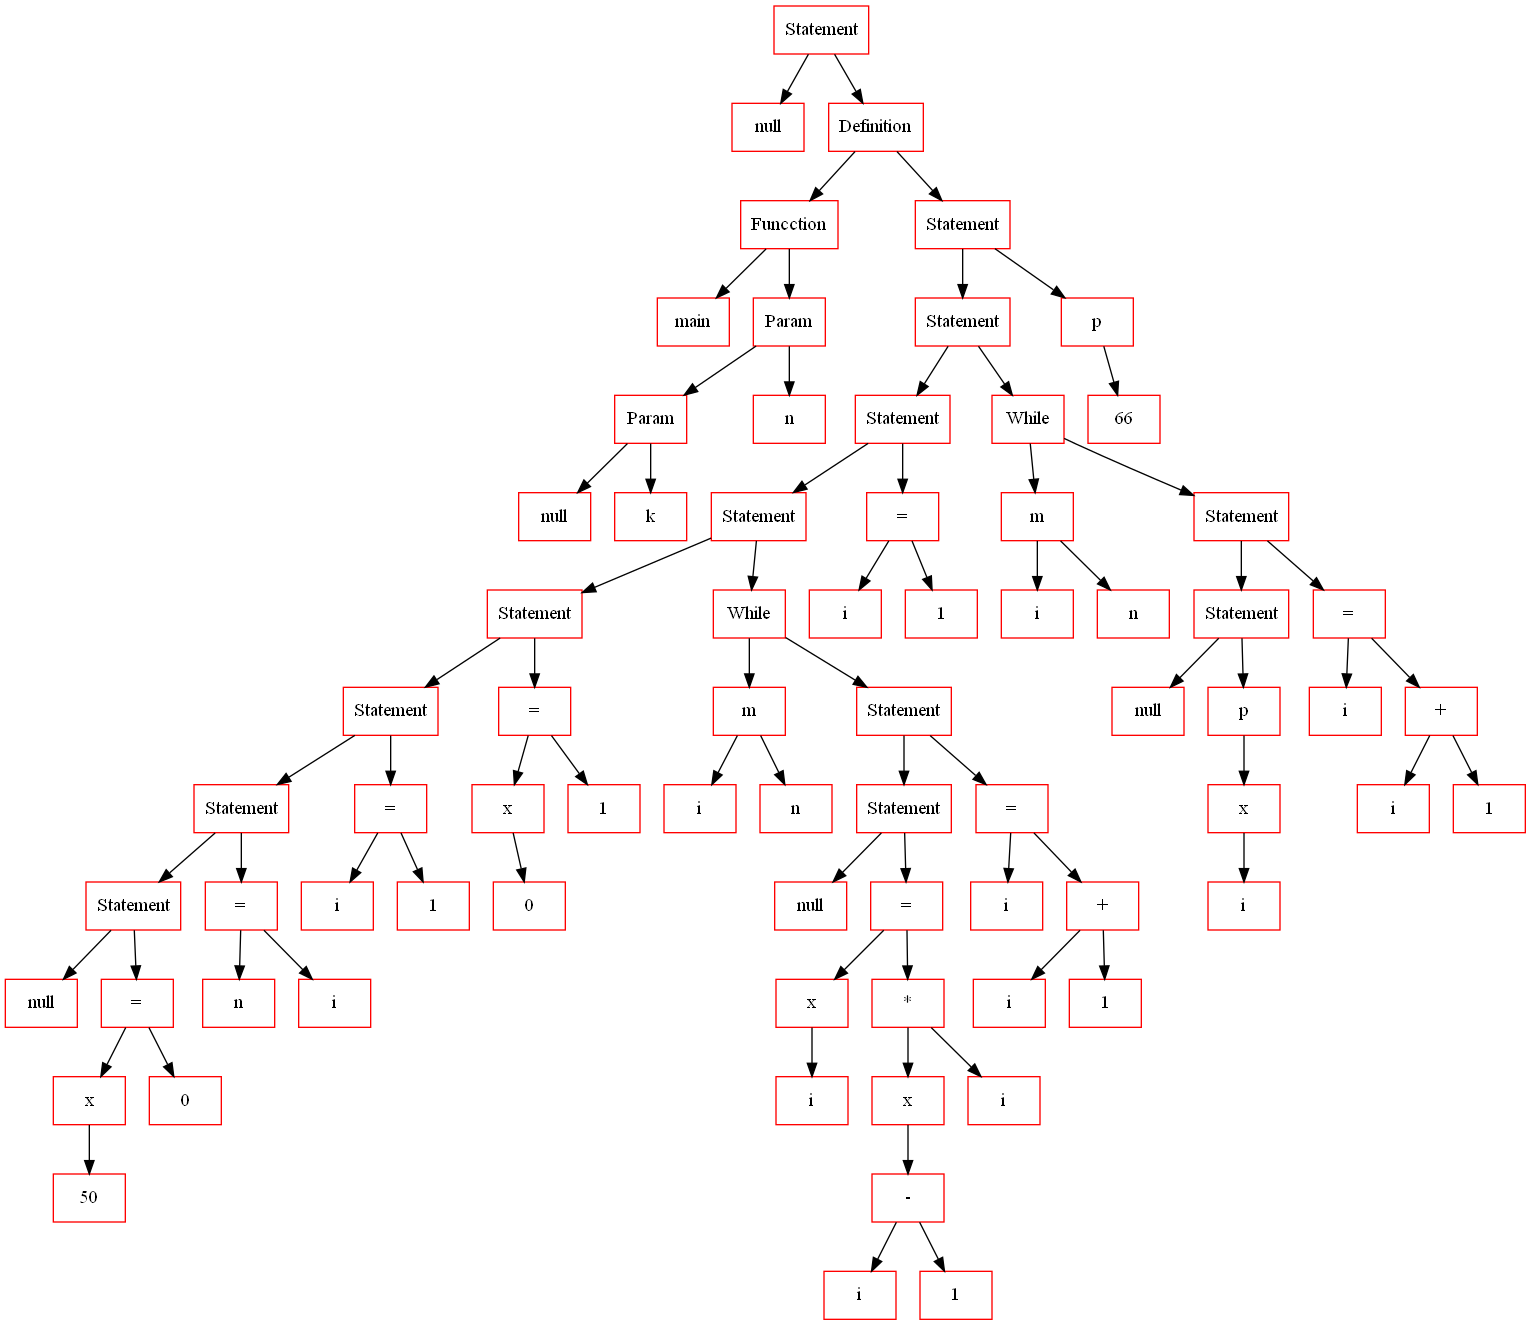 Statement
null Definition
Funcction Statement
main Param Statement p
Param n Statement While 66
null k Statement = m Statement
Statement While i 1 i n Statement =
Statement = m Statement null p i +
Statement = x 1 i n Statement = x i 1
Statement = i 1 0 null = i + i
null = n i x * i 1
x 0 i x i
50 -
i 1